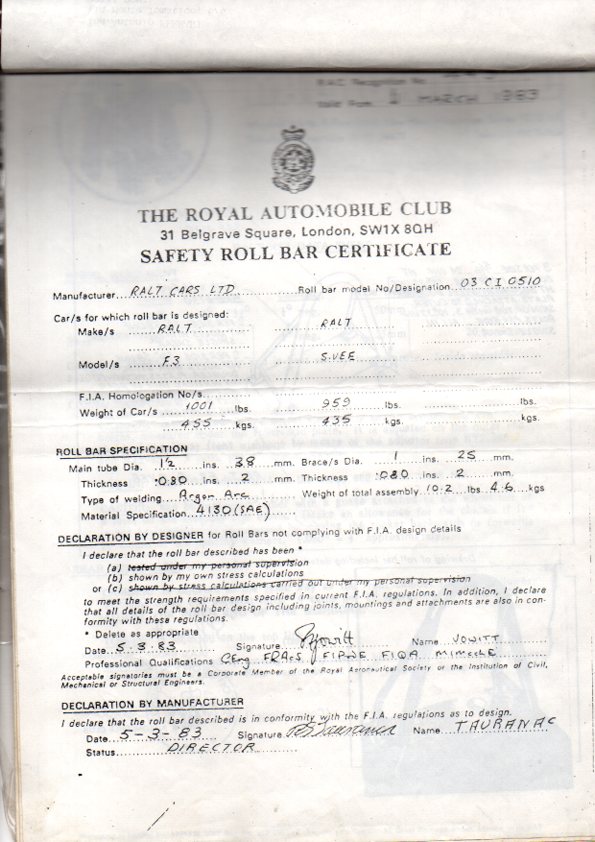 R.A.C. Recognition No.
Valid From 1 MARCH 1983
THE ROYAL AUTOMOBILE CLUB
31 Belgrave Square, London, SW1X 8QH
SAFETY ROLL BAR CERTIFICATE
Manufacturer RALT CARS LTD. Roll bar model No/Designation 03 CI 0510
Car/s for which roll bar is designed:
Make/s RALT RALT
Model/s F3 S.VEE
F.I.A. Homologation No/s
Weight of Car/s 1001 lbs. 959 lbs. lbs.
455 kgs. 435 kgs. kgs.
ROLL BAR SPECIFICATION
Main tube Dia. 1½ ins. 38 mm. Brace/s Dia. 1 ins. 25 mm.
Thickness .080 ins. 2 mm. Thickness .080 ins. 2 mm.
Type of welding Argon Arc Weight of total assembly 10.2 lbs 4.6 kgs
Material Specification 4130 (SAE)
DECLARATION BY DESIGNER for Roll Bars not complying with F.I.A. design details
I declare that the roll bar described has been *
(a) tested under my personal supervision
(b) shown by my own stress calculations
or (c) shown by stress calculations carried out under my personal supervision
to meet the strength requirements specified in current F.I.A. regulations. In addition, I declare
that all details of the roll bar design including joints, mountings and attachments are also in con-
formity with these regulations.
* Delete as appropriate
Date 5-3-83 Signature Name JOWITT
Professional Qualifications CEng FRAeS FIPWE FIQA MIMechE
Acceptable signatories must be a Corporate Member of the Royal Aeronautical Society or the Institution of Civil,
Mechanical or Structural Engineers.
DECLARATION BY MANUFACTURER
I declare that the roll bar described is in conformity with the F.I.A. regulations as to design.
Date 5-3-83 Signature Name TAURANAC
Status DIRECTOR